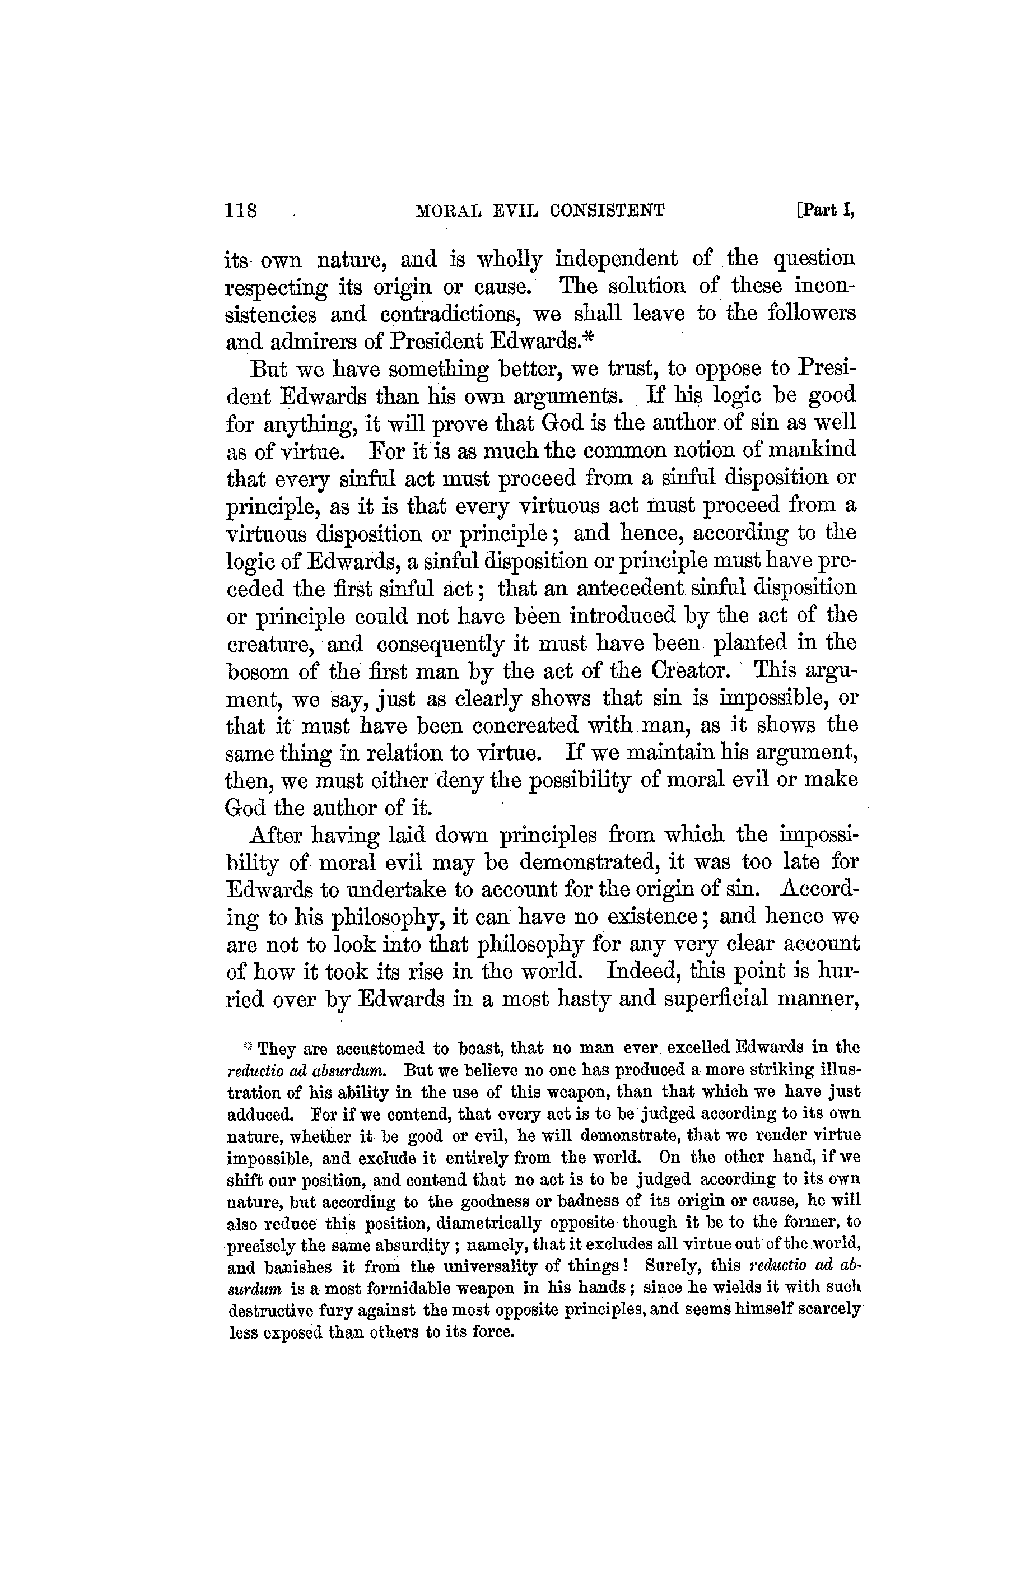 118 MORAL EVIL CONSISTENT [Part I,
its own nature, and is wholly independent of the question
respecting its origin or cause. The solution of these incon-
sistencies and contradictions, we shall leave to the followers
and admirers of President Edwards.*
But we have something better, we trust, to oppose to Presi-
dent Edwards than his own arguments. If his logic be good
for anything, it will prove that God is the author of sin as well
as of virtue. For it is as much the common notion of mankind
that every sinful act must proceed from a sinful disposition or
principle, as it is that every virtuous act must proceed from a
virtuous disposition or principle; and hence, according to the
logic of Edwards, a sinful disposition or principle must have pre-
ceded the first sinful act; that an antecedent sinful disposition
or principle could not have been introduced by the act of the
creature, and consequently it must have been planted in the
bosom of the first man by the act of the Creator. This argu-
ment, we say, just as clearly shows that sin is impossible, or
that it must have been concreated with man, as it shows the
same thing in relation to virtue. If we maintain his argument,
then, we must either deny the possibility of moral evil or make
God the author of it.
After having laid down principles from which the impossi-
bility of moral evil may be demonstrated, it was too late for
Edwards to undertake to account for the origin of sin. Accord-
ing to his philosophy, it can have no existence; and hence we
are not to look into that philosophy for any very clear account
of how it took its rise in the world. Indeed, this point is hur-
ried over by Edwards in a most hasty and superficial manner,
* They are accustomed to boast, that no man ever excelled Edwards in the
reductio ad absurdum. But we believe no one has produced a more striking illus-
tration of his ability in the use of this weapon, than that which we have just
adduced. For if we contend, that every act is to be judged according to its own
nature, whether it be good or evil, he will demonstrate, that we render virtue
impossible, and exclude it entirely from the world. On the other hand, if we
shift our position, and contend that no act is to be judged according to its own
nature, but according to the goodness or badness of its origin or cause, he will
also reduce this position, diametrically opposite though it be to the former, to
precisely the same absurdity; namely, that it excludes all virtue out of the world,
and banishes it from the universality of things! Surely, this reductio ad ab-
surdum is a most formidable weapon in his hands; since he wields it with such
destructive fury against the most opposite principles, and seems himself scarcely
less exposed than others to its force.